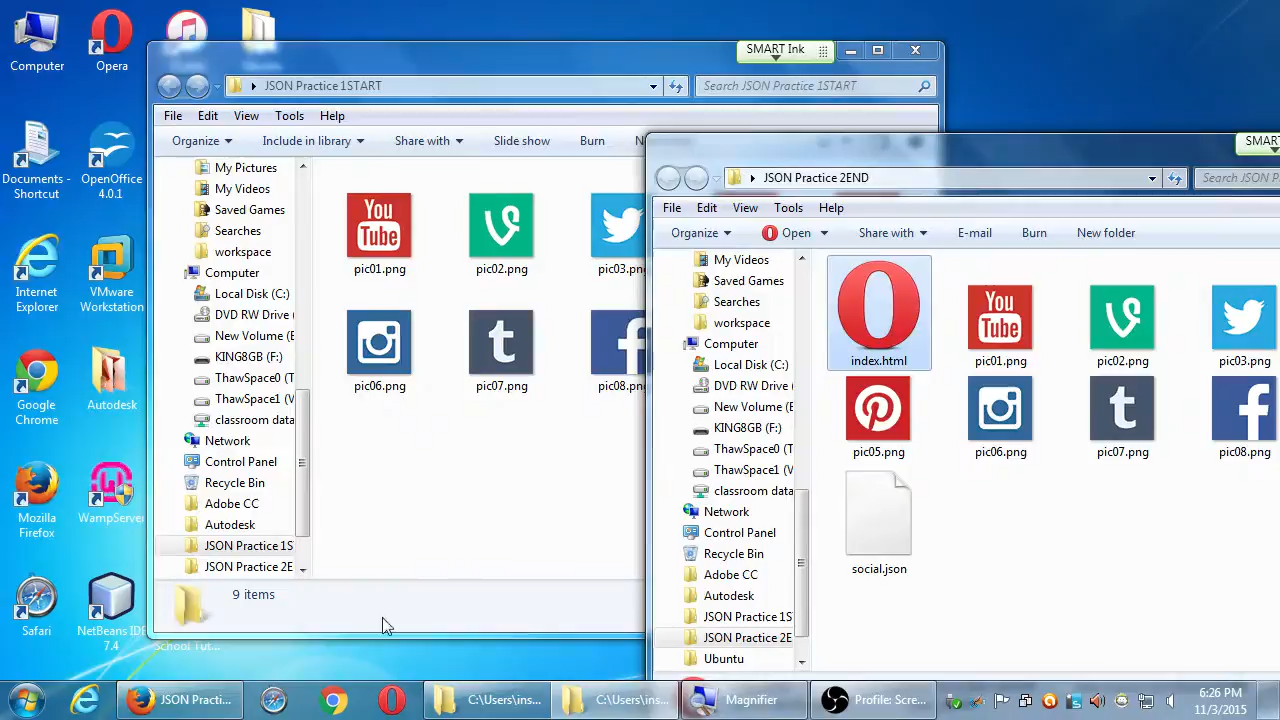 Computer
Opera
Documents -
Shortcut
OpenOffice
4.0.1
Internet
Explorer
VMware
Workstation
Google
Chrome
Autodesk
Mozilla
Firefox
WampServer
Safari
NetBeans IDE
7.4
School Tut...
SMART Ink
JSON Practice 1START
Search JSON Practice 1START
File Edit View Tools Help
Organize Include in library Share with Slide show Burn
My Pictures
My Videos
Saved Games
Searches
workspace
Computer
Local Disk (C:)
DVD RW Drive
New Volume (E
KING8GB (F:)
ThawSpace0 (T
ThawSpace1 (V
classroom data
Network
Control Panel
Recycle Bin
Adobe CC
Autodesk
JSON Practice 1S
JSON Practice 2E
You
Tube
pic01.png
pic02.png
pic03.png
pic06.png
pic07.png
pic08.png
9 items
SMART
JSON Practice 2END
Search JSON
File Edit View Tools Help
Organize Open Share with E-mail Burn New folder
My Videos
Saved Games
Searches
workspace
Computer
Local Disk (C:)
DVD RW Drive
New Volume (E
KING8GB (F:)
ThawSpace0 (T
ThawSpace1 (V
classroom data
Network
Control Panel
Recycle Bin
Adobe CC
Autodesk
JSON Practice 1S
JSON Practice 2E
Ubuntu
index.html
You
Tube
pic01.png
pic02.png
pic03.png
pic05.png
pic06.png
pic07.png
pic08.png
social.json
JSON Practi...
C:\Users\ins...
C:\Users\ins...
Magnifier
Profile: Scre...
6:26 PM
11/3/2015